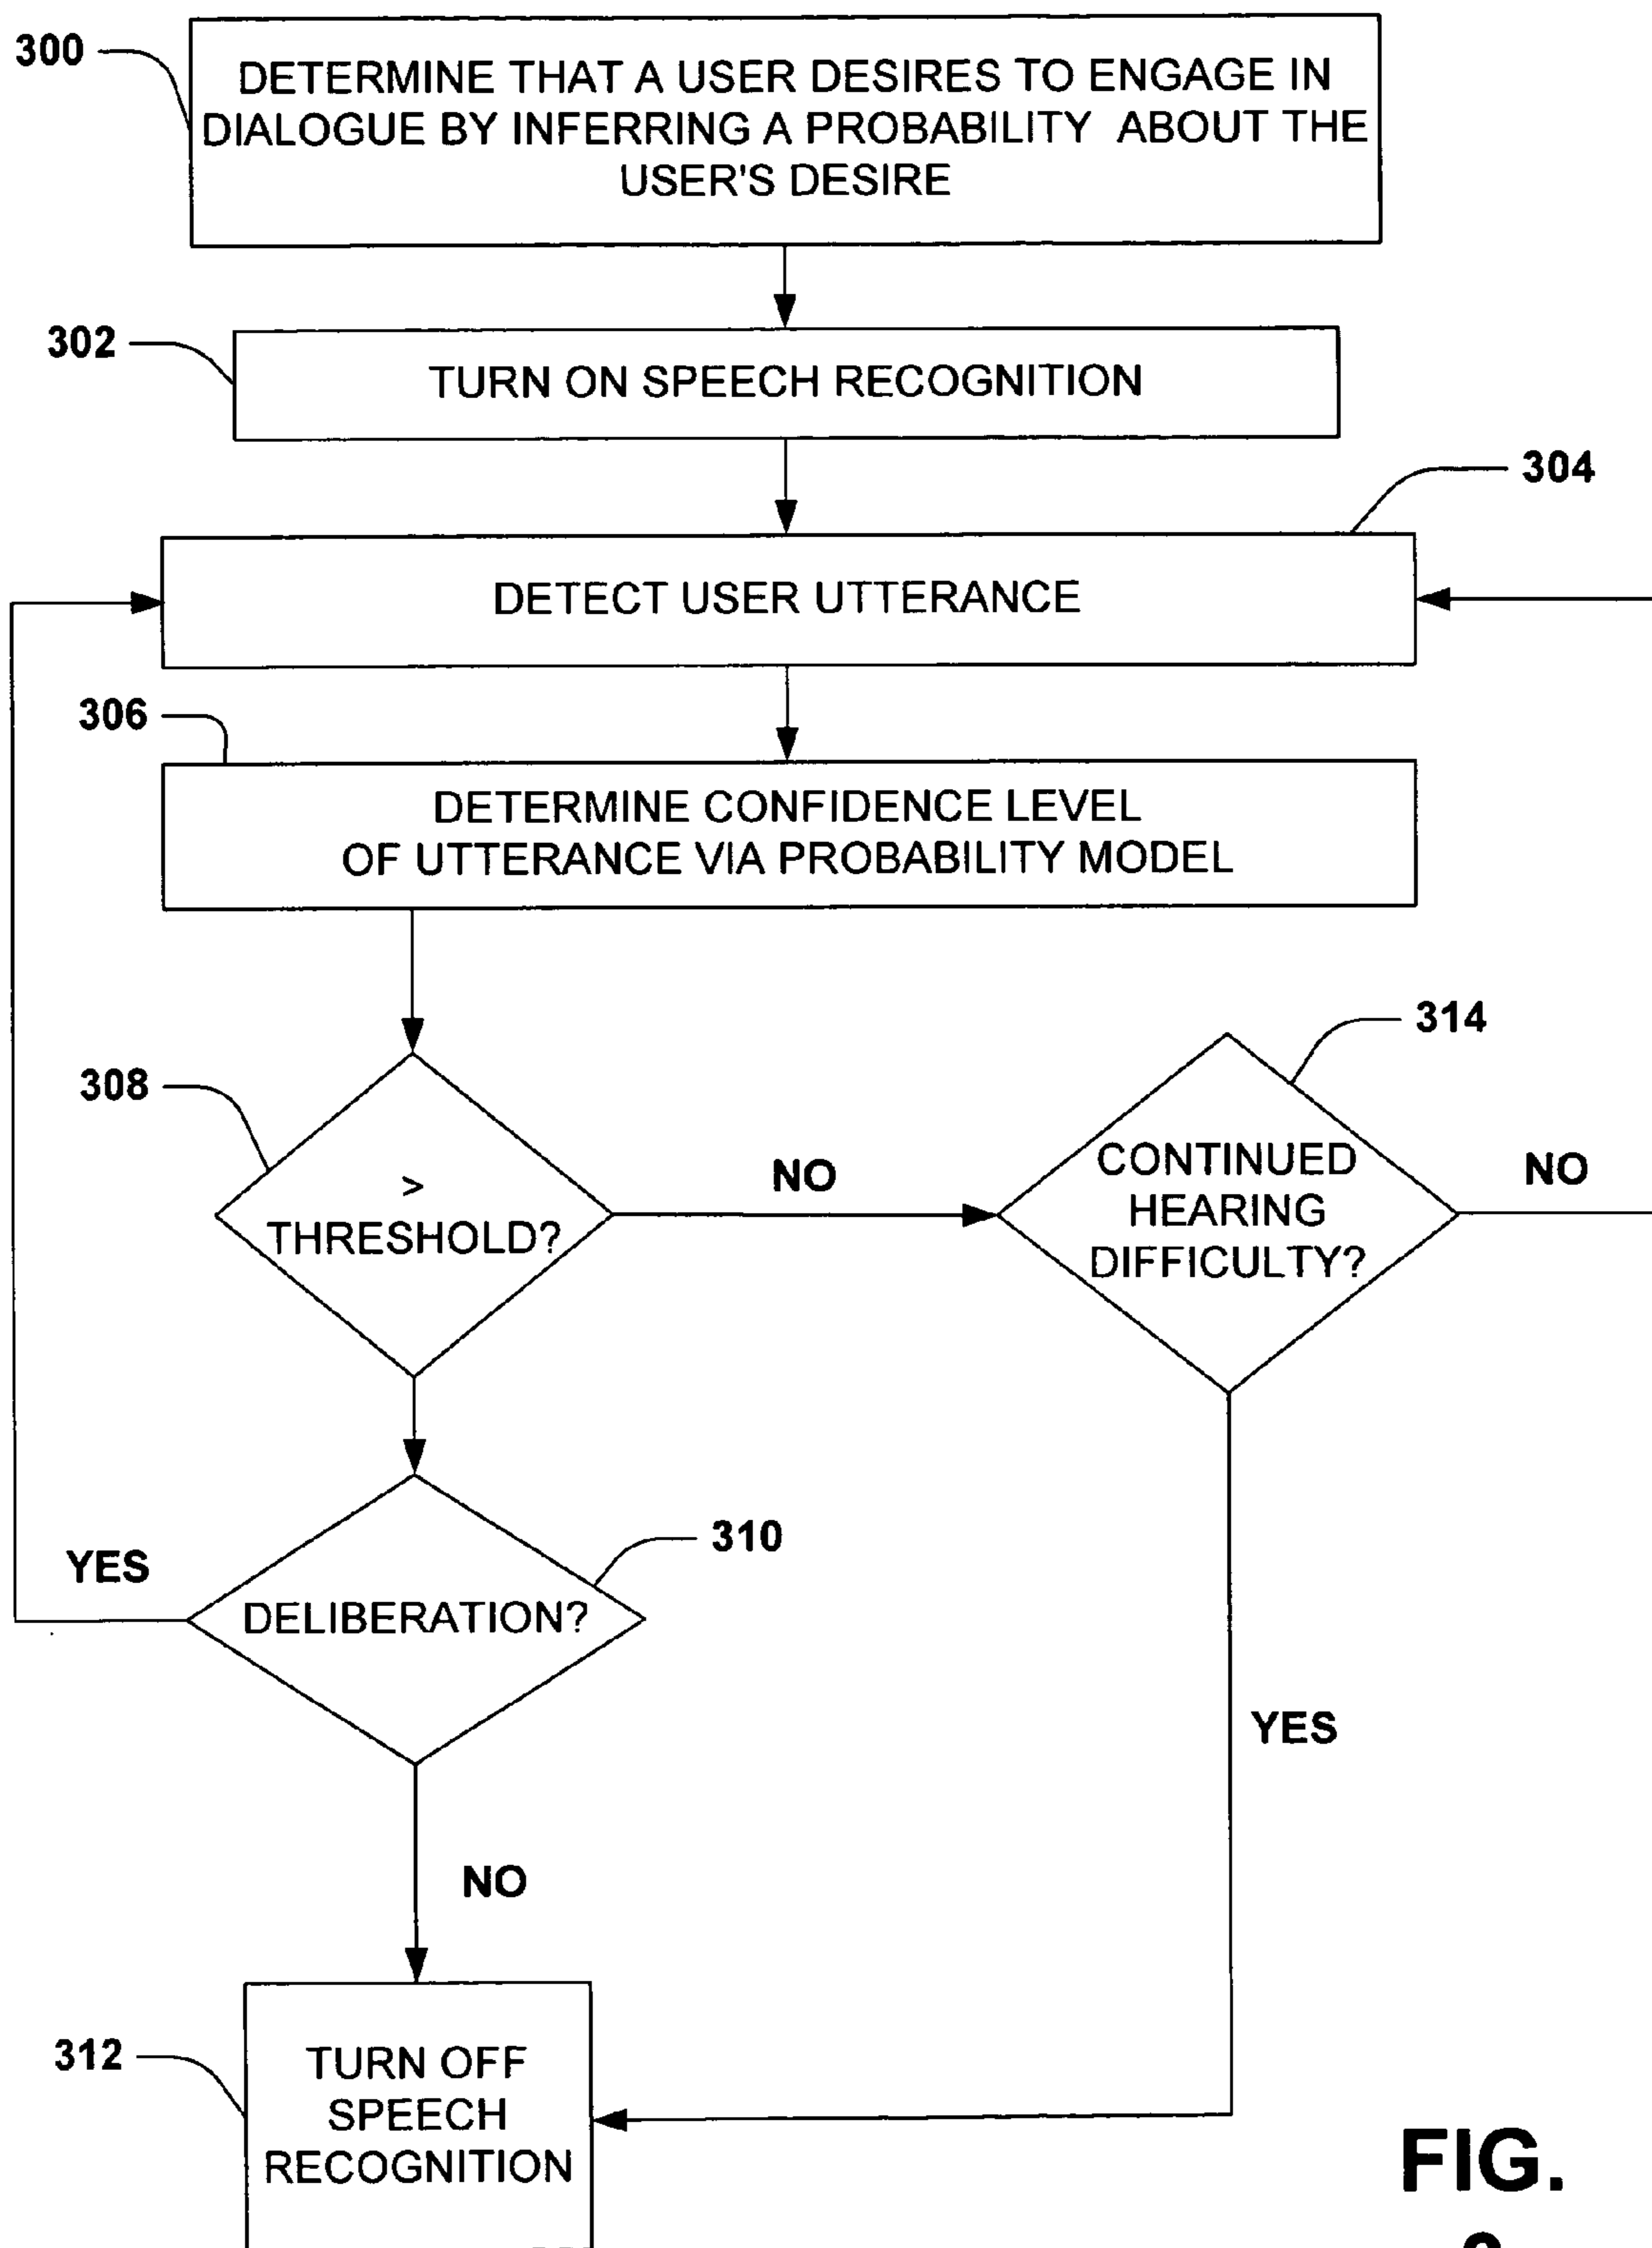 300
DETERMINE THAT A USER DESIRES TO ENGAGE IN
DIALOGUE BY INFERRING A PROBABILITY ABOUT THE
USER'S DESIRE
302
TURN ON SPEECH RECOGNITION
304
DETECT USER UTTERANCE
306
DETERMINE CONFIDENCE LEVEL
OF UTTERANCE VIA PROBABILITY MODEL
308
>
THRESHOLD?
NO
314
CONTINUED
HEARING
DIFFICULTY?
NO
310
YES
DELIBERATION?
YES
NO
312
TURN OFF
SPEECH
RECOGNITION
FIG.